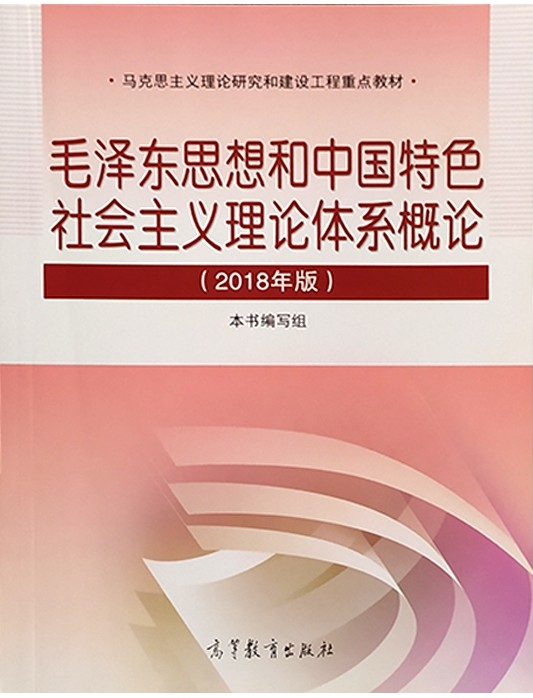 ·马克思主义理论研究和建设工程重点教材·
毛泽东思想和中国特色
社会主义理论体系概论
(2018年版)
本书编写组
高等教育出版社